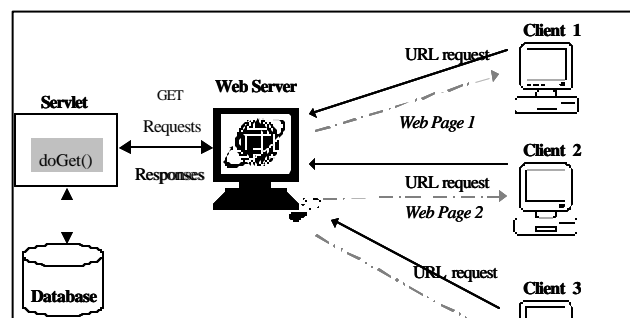 Client 1
URL request
Web Server
GET
Servlet
Requests
Web Page 1
doGet()
Client 2
Responses
URL request
Web Page 2
URL request
Client 3
Database